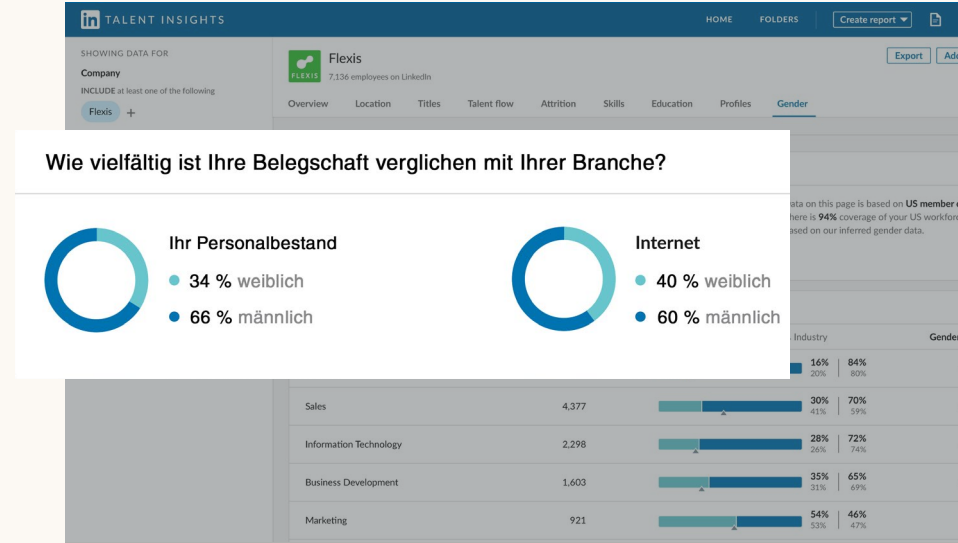 in TALENT INSIGHTS
HOME FOLDERS Create report
SHOWING DATA FOR
Company
INCLUDE at least one of the following
Flexis +
FLEXIS
Flexis
7,136 employees on LinkedIn
Export
Overview Location Titles Talent flow Attrition Skills Education Profiles Gender
Wie vielfältig ist Ihre Belegschaft verglichen mit Ihrer Branche?
Ihr Personalbestand
34 % weiblich
66 % männlich
Internet
40 % weiblich
60 % männlich
data on this page is based on US member
here is 94% coverage of your US
based on our inferred gender data.
Industry Gender
16% 84%
20% 80%
Sales 4,377 30% 70%
41% 59%
Information Technology 2,298 28% 72%
26% 74%
Business Development 1,603 35% 65%
31% 69%
Marketing 921 54% 46%
53% 47%